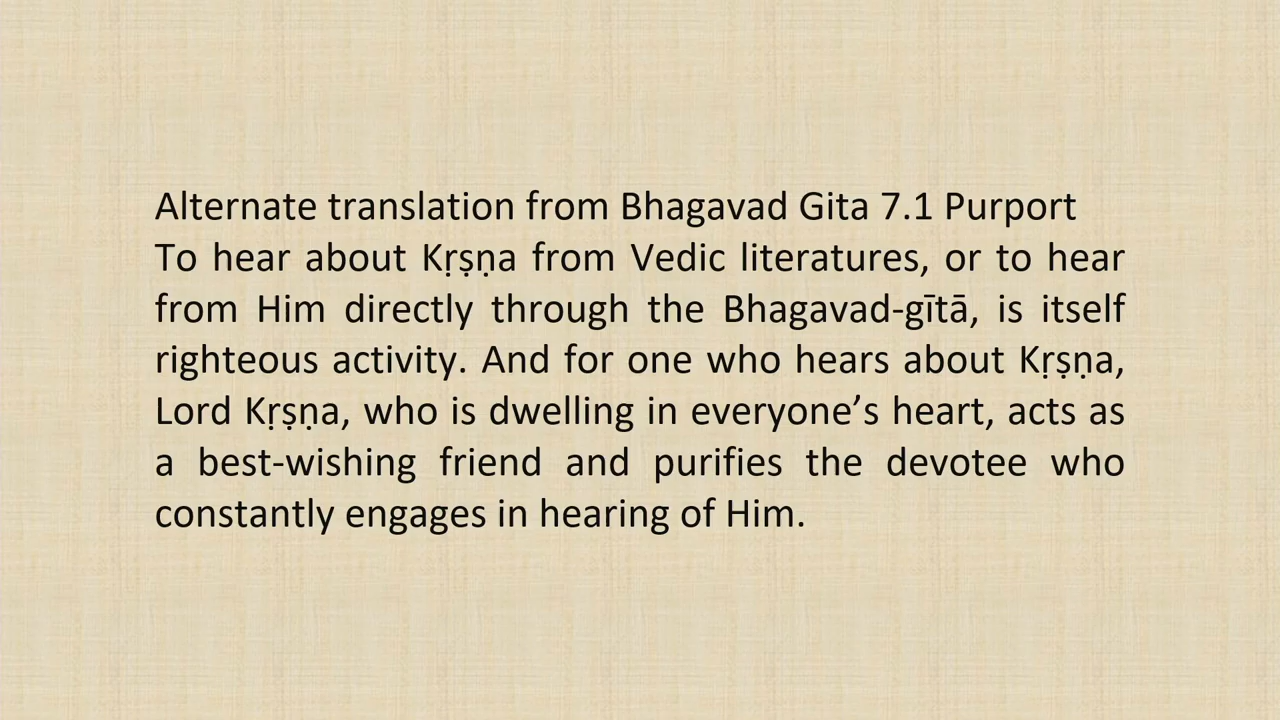 Alternate translation from Bhagavad Gita 7.1 Purport
To hear about Kṛṣṇa from Vedic literatures, or to hear
from Him directly through the Bhagavad-gītā, is itself
righteous activity. And for one who hears about Kṛṣṇa,
Lord Kṛṣṇa, who is dwelling in everyone’s heart, acts as
a best-wishing friend and purifies the devotee who
constantly engages in hearing of Him.